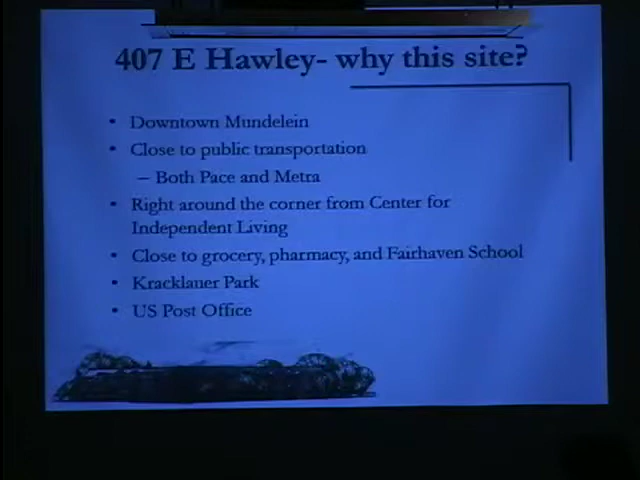 407 E Hawley- why this site?
• Downtown Mundelein
• Close to public transportation
– Both Pace and Metra
• Right around the corner from Center for
Independent Living
• Close to grocery, pharmacy, and Fairhaven School
• Kracklauer Park
• US Post Office